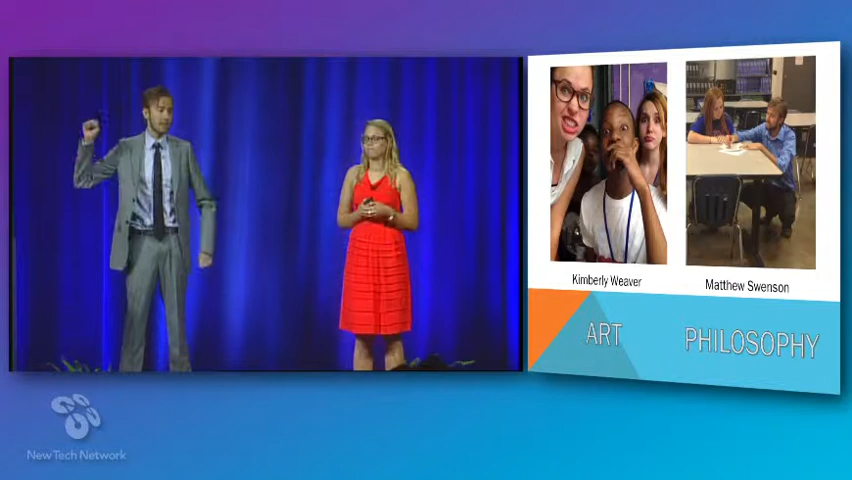 Kimberly Weaver
Matthew Swenson
ART
PHILOSOPHY
NewTech Network